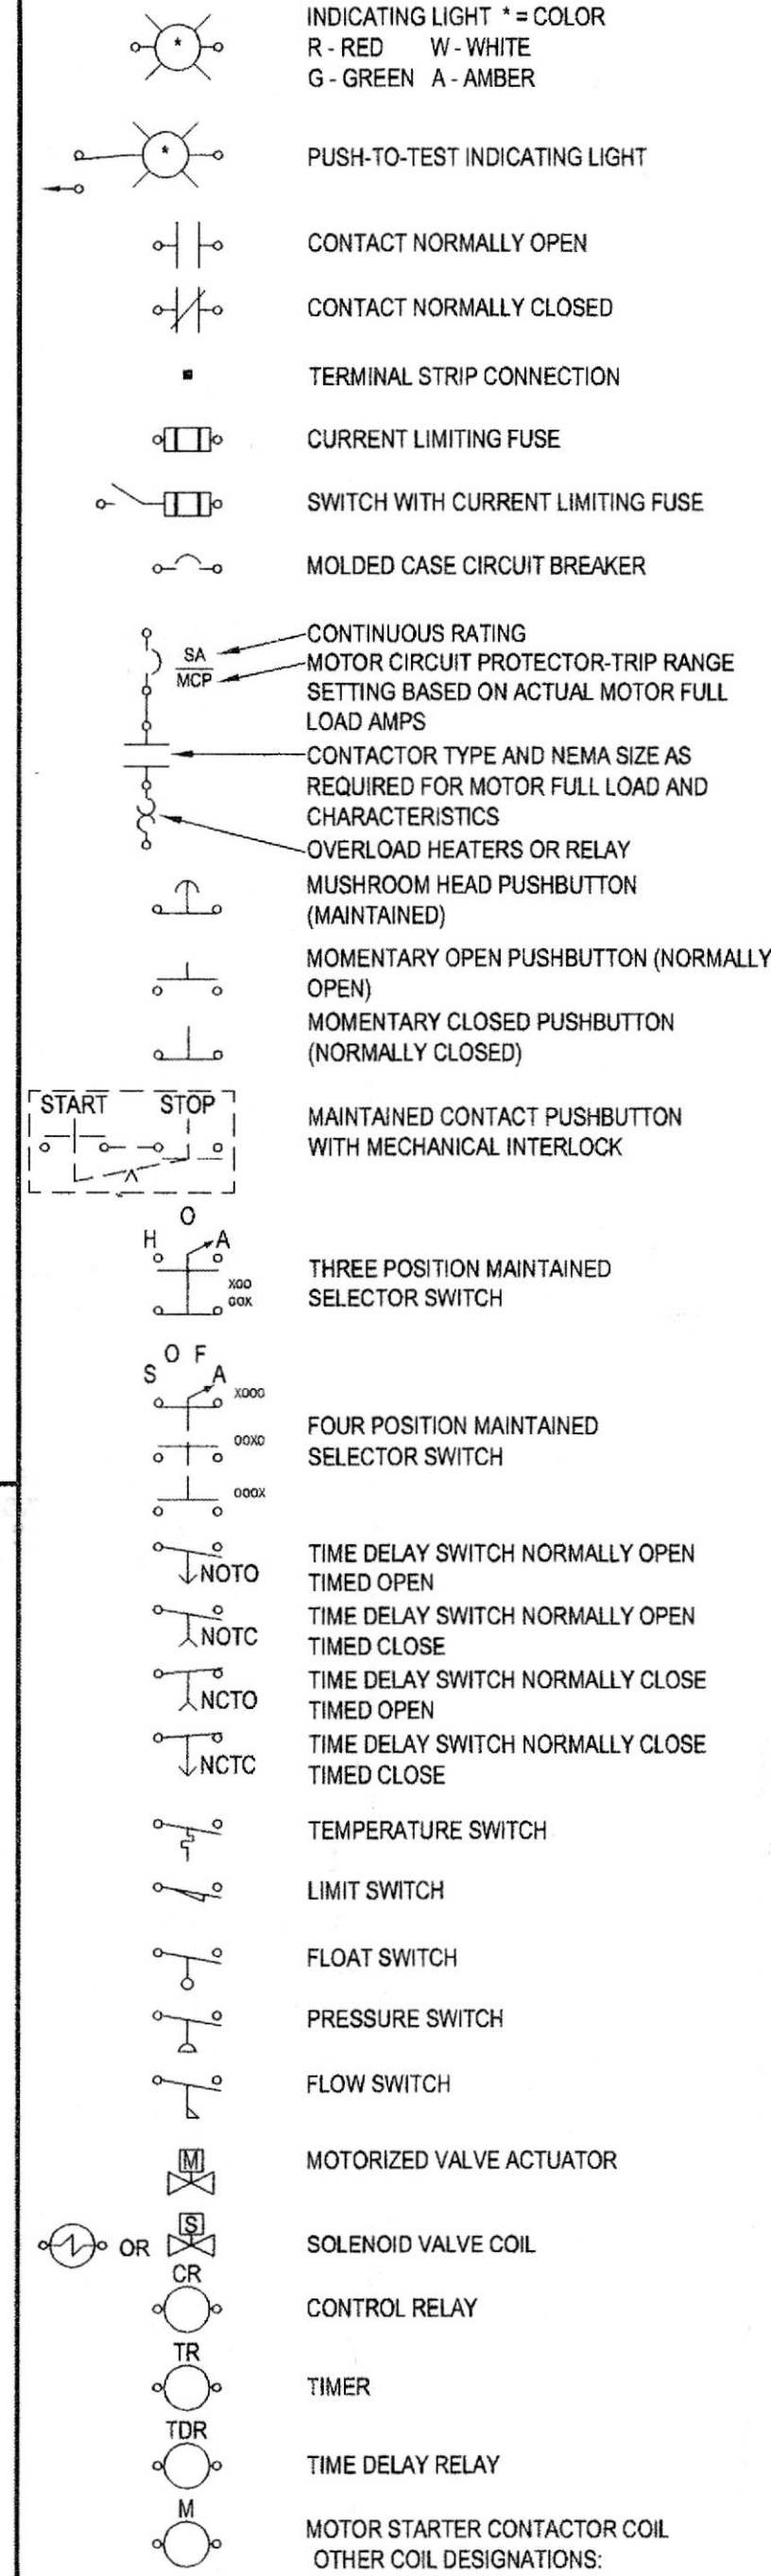 INDICATING LIGHT * = COLOR
R - RED W - WHITE
G - GREEN A - AMBER
*
*
PUSH-TO-TEST INDICATING LIGHT
CONTACT NORMALLY OPEN
CONTACT NORMALLY CLOSED
TERMINAL STRIP CONNECTION
CURRENT LIMITING FUSE
SWITCH WITH CURRENT LIMITING FUSE
MOLDED CASE CIRCUIT BREAKER
CONTINUOUS RATING
SA
MCP
MOTOR CIRCUIT PROTECTOR-TRIP RANGE
SETTING BASED ON ACTUAL MOTOR FULL
LOAD AMPS
CONTACTOR TYPE AND NEMA SIZE AS
REQUIRED FOR MOTOR FULL LOAD AND
CHARACTERISTICS
OVERLOAD HEATERS OR RELAY
MUSHROOM HEAD PUSHBUTTON
(MAINTAINED)
MOMENTARY OPEN PUSHBUTTON (NORMALLY
OPEN)
MOMENTARY CLOSED PUSHBUTTON
(NORMALLY CLOSED)
START STOP
MAINTAINED CONTACT PUSHBUTTON
WITH MECHANICAL INTERLOCK
O
H A
XOO
OOX
THREE POSITION MAINTAINED
SELECTOR SWITCH
O F
S A
XOOO
OOXO
OOOX
FOUR POSITION MAINTAINED
SELECTOR SWITCH
NOTO
TIME DELAY SWITCH NORMALLY OPEN
TIMED OPEN
NOTC
TIME DELAY SWITCH NORMALLY OPEN
TIMED CLOSE
NCTO
TIME DELAY SWITCH NORMALLY CLOSE
TIMED OPEN
NCTC
TIME DELAY SWITCH NORMALLY CLOSE
TIMED CLOSE
TEMPERATURE SWITCH
LIMIT SWITCH
FLOAT SWITCH
PRESSURE SWITCH
FLOW SWITCH
M
MOTORIZED VALVE ACTUATOR
OR
S
SOLENOID VALVE COIL
CR
CONTROL RELAY
TR
TIMER
TDR
TIME DELAY RELAY
M
MOTOR STARTER CONTACTOR COIL
OTHER COIL DESIGNATIONS: